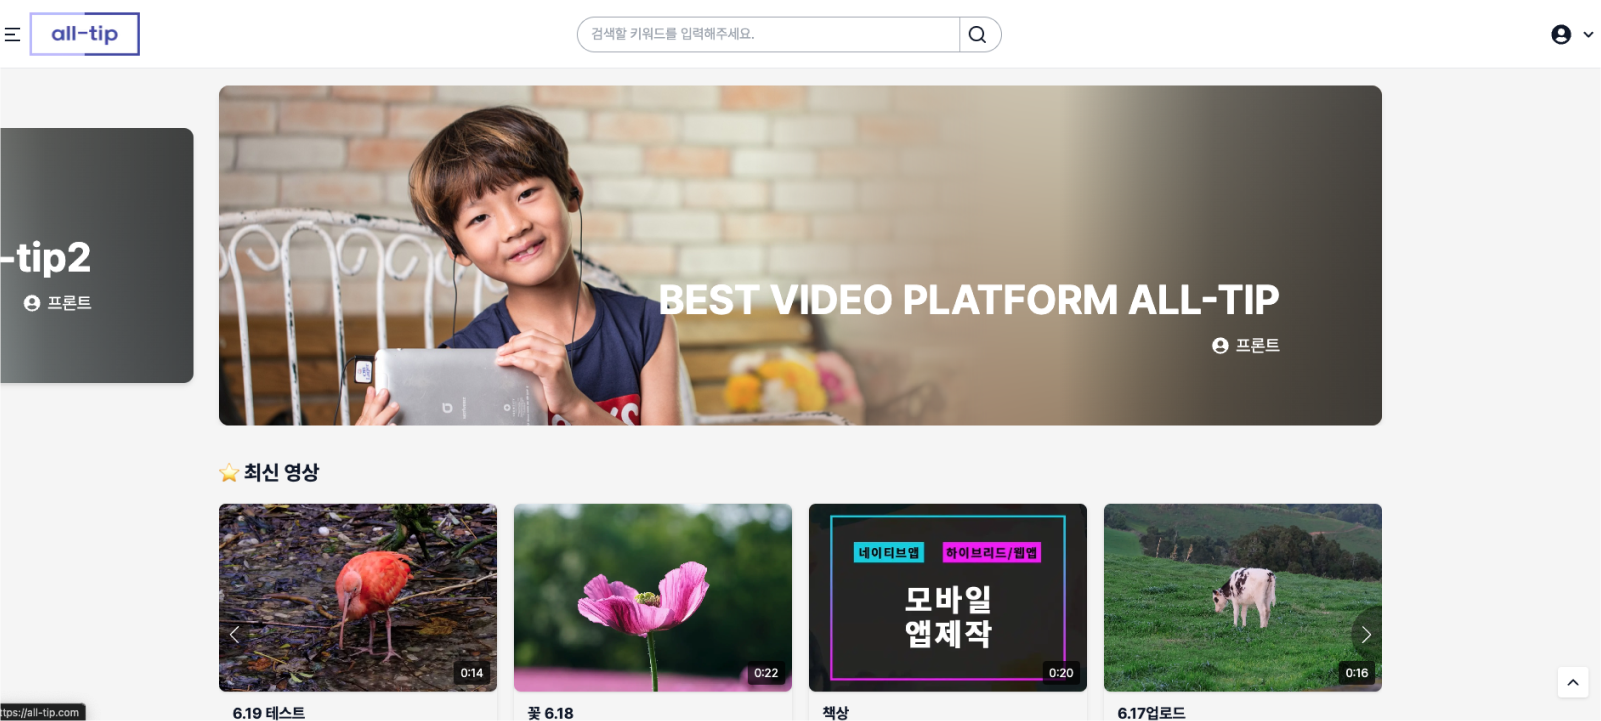 all-tip
검색할 키워드를 입력해주세요.
-tip2
프론트
BEST VIDEO PLATFORM ALL-TIP
프론트
⭐ 최신 영상
0:14
0:22
네이티브앱 하이브리드/웹앱
모바일
앱제작
0:20
0:16
6.19 테스트
꽃 6.18
책상
6.17업로드
ttps://all-tip.com